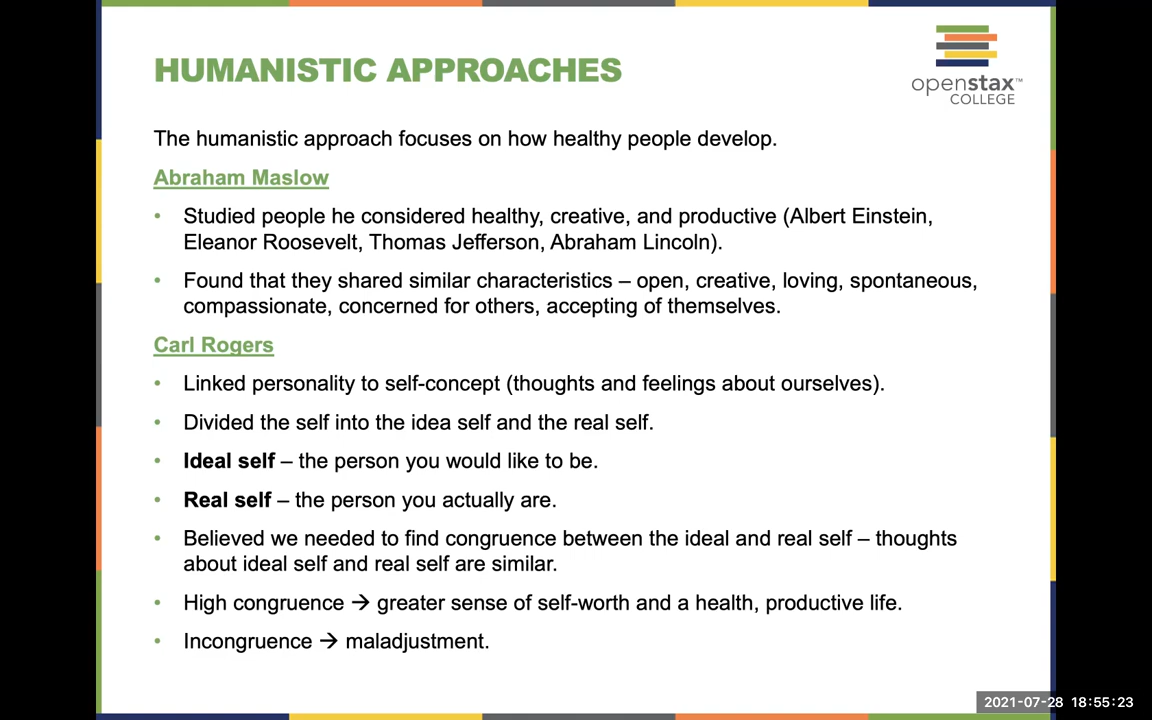 HUMANISTIC APPROACHES
openstax™
COLLEGE
The humanistic approach focuses on how healthy people develop.
Abraham Maslow
• Studied people he considered healthy, creative, and productive (Albert Einstein,
Eleanor Roosevelt, Thomas Jefferson, Abraham Lincoln).
• Found that they shared similar characteristics – open, creative, loving, spontaneous,
compassionate, concerned for others, accepting of themselves.
Carl Rogers
• Linked personality to self-concept (thoughts and feelings about ourselves).
• Divided the self into the idea self and the real self.
• Ideal self – the person you would like to be.
• Real self – the person you actually are.
• Believed we needed to find congruence between the ideal and real self – thoughts
about ideal self and real self are similar.
• High congruence → greater sense of self-worth and a health, productive life.
• Incongruence → maladjustment.
2021-07-28 18:55:23